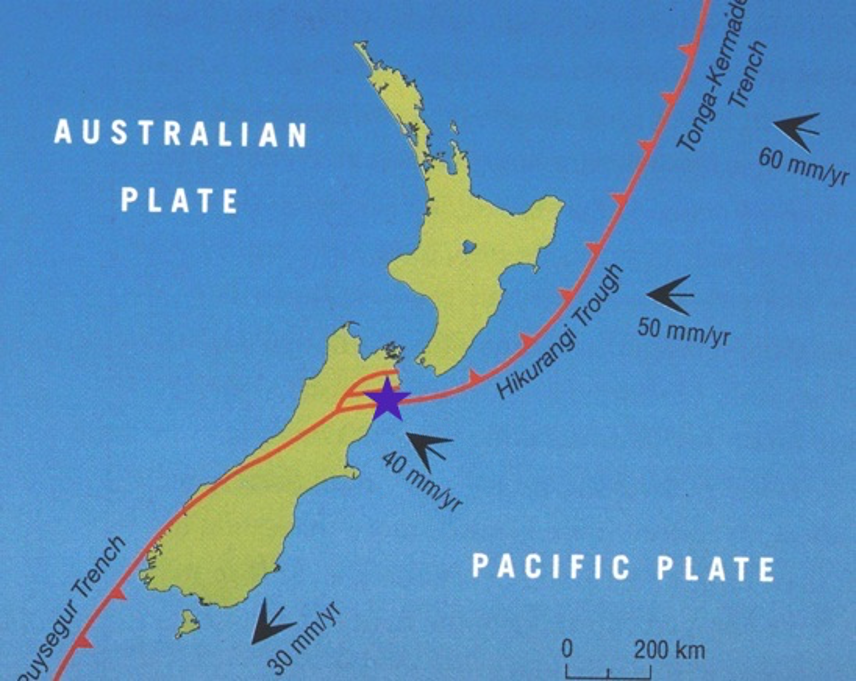 AUSTRALIAN
PLATE
Tonga-Kermade
Trench
60 mm/yr
Hikurangi Trough
50 mm/yr
40 mm/yr
PACIFIC PLATE
Puysegur Trench
30 mm/yr
0 200 km